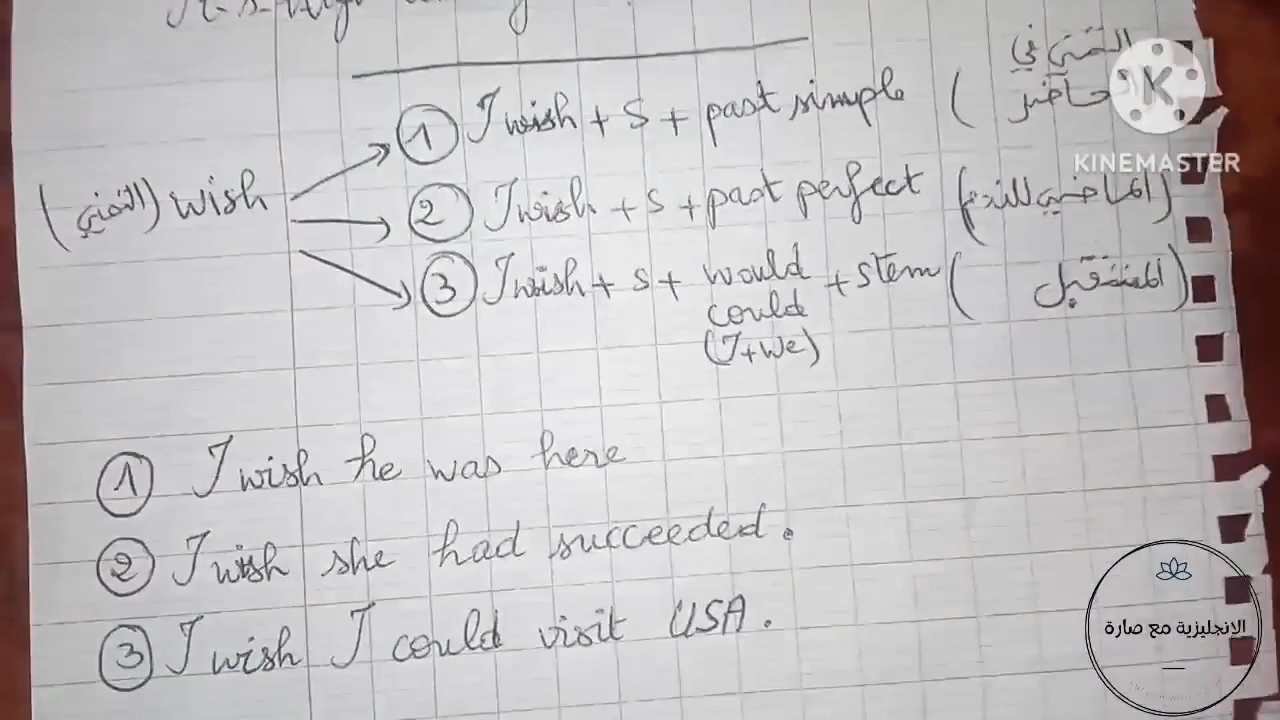 التمني في
① I wish + S + past simple (
حاضر
KINEMASTER
(التمني) wish
② I wish + S + past perfect (الماضي للندم)
③ I wish + S + would + stem (المستقبل)
could
(I+we)
① I wish he was here
② I wish she had succeeded.
③ I wish I could visit USA.
الانجليزية مع صارة